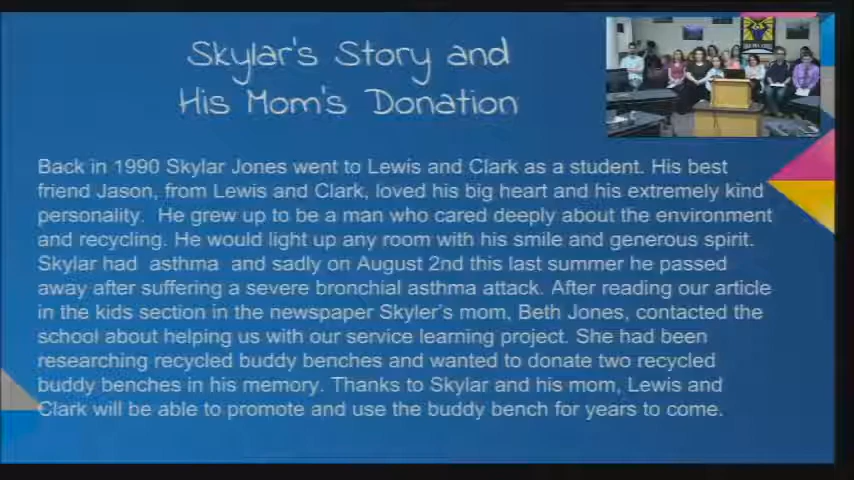 Skylar's Story and
His Mom's Donation
Back in 1990 Skylar Jones went to Lewis and Clark as a student. His best
friend Jason, from Lewis and Clark, loved his big heart and his extremely kind
personality. He grew up to be a man who cared deeply about the environment
and recycling. He would light up any room with his smile and generous spirit.
Skylar had asthma and sadly on August 2nd this last summer he passed
away after suffering a severe bronchial asthma attack. After reading our article
in the kids section in the newspaper Skyler's mom, Beth Jones, contacted the
school about helping us with our service learning project. She had been
researching recycled buddy benches and wanted to donate two recycled
buddy benches in his memory. Thanks to Skylar and his mom, Lewis and
Clark will be able to promote and use the buddy bench for years to come.